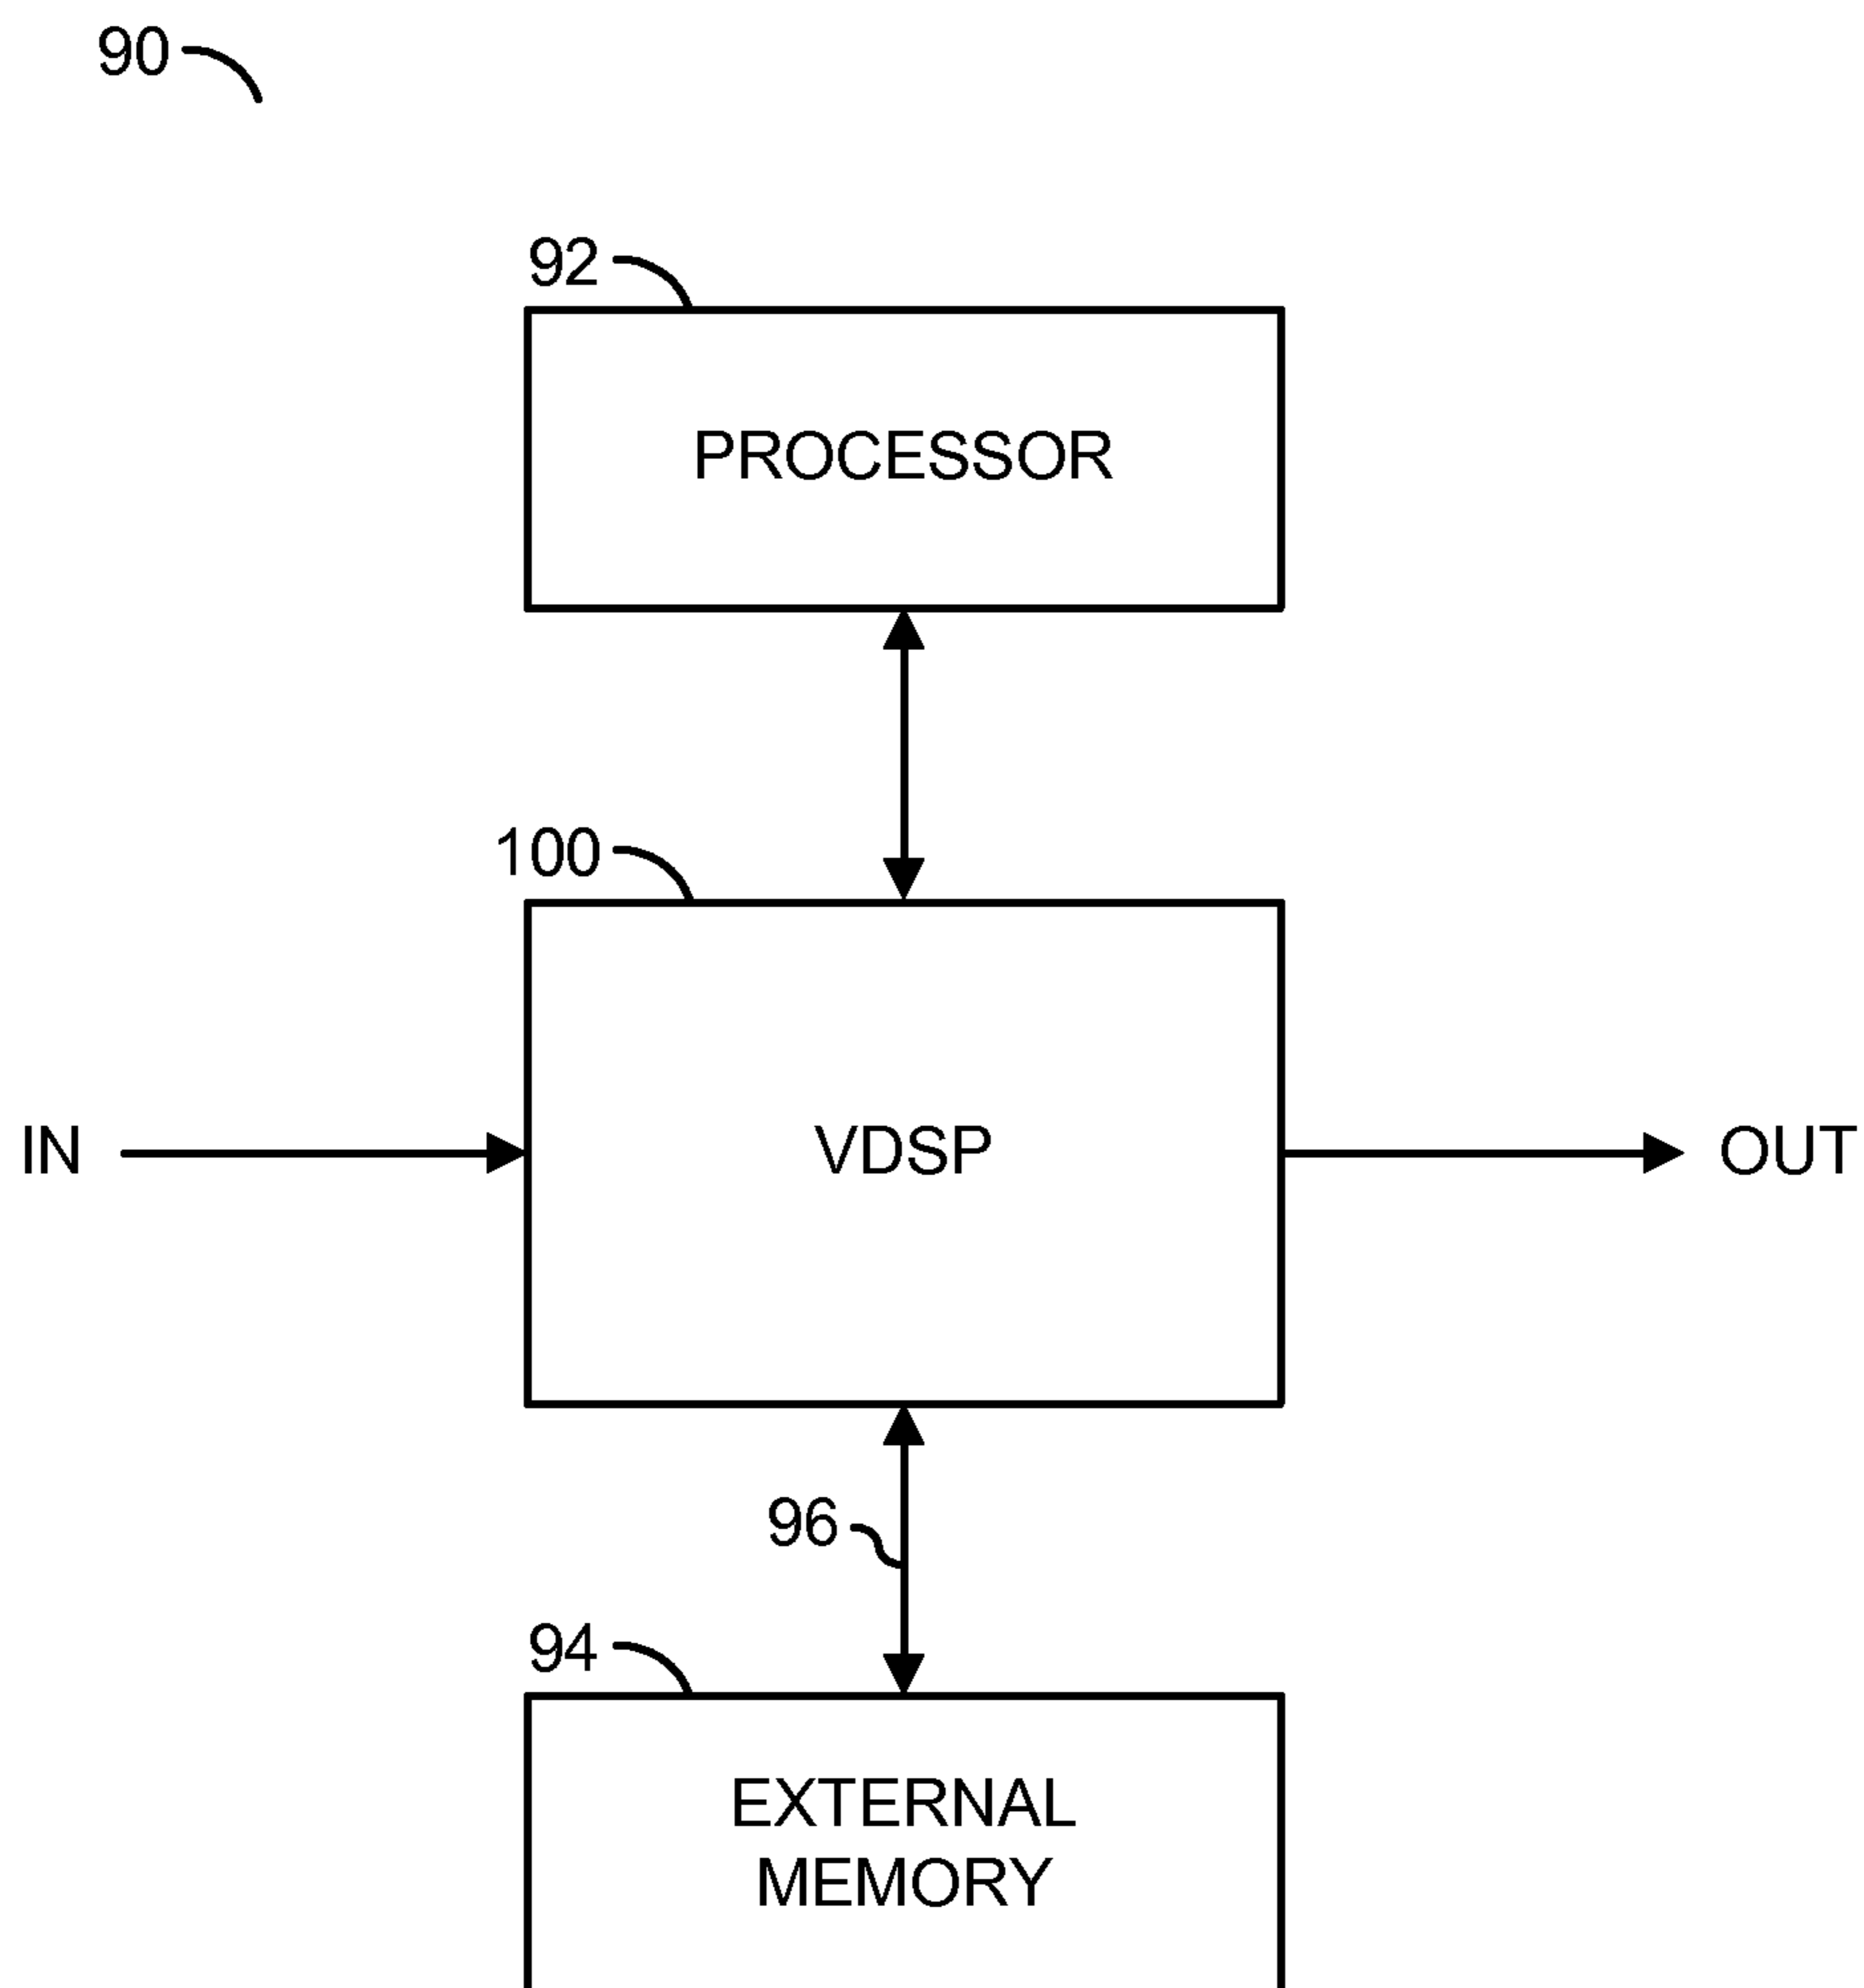 90
92
PROCESSOR
100
IN
VDSP
OUT
96
94
EXTERNAL
MEMORY